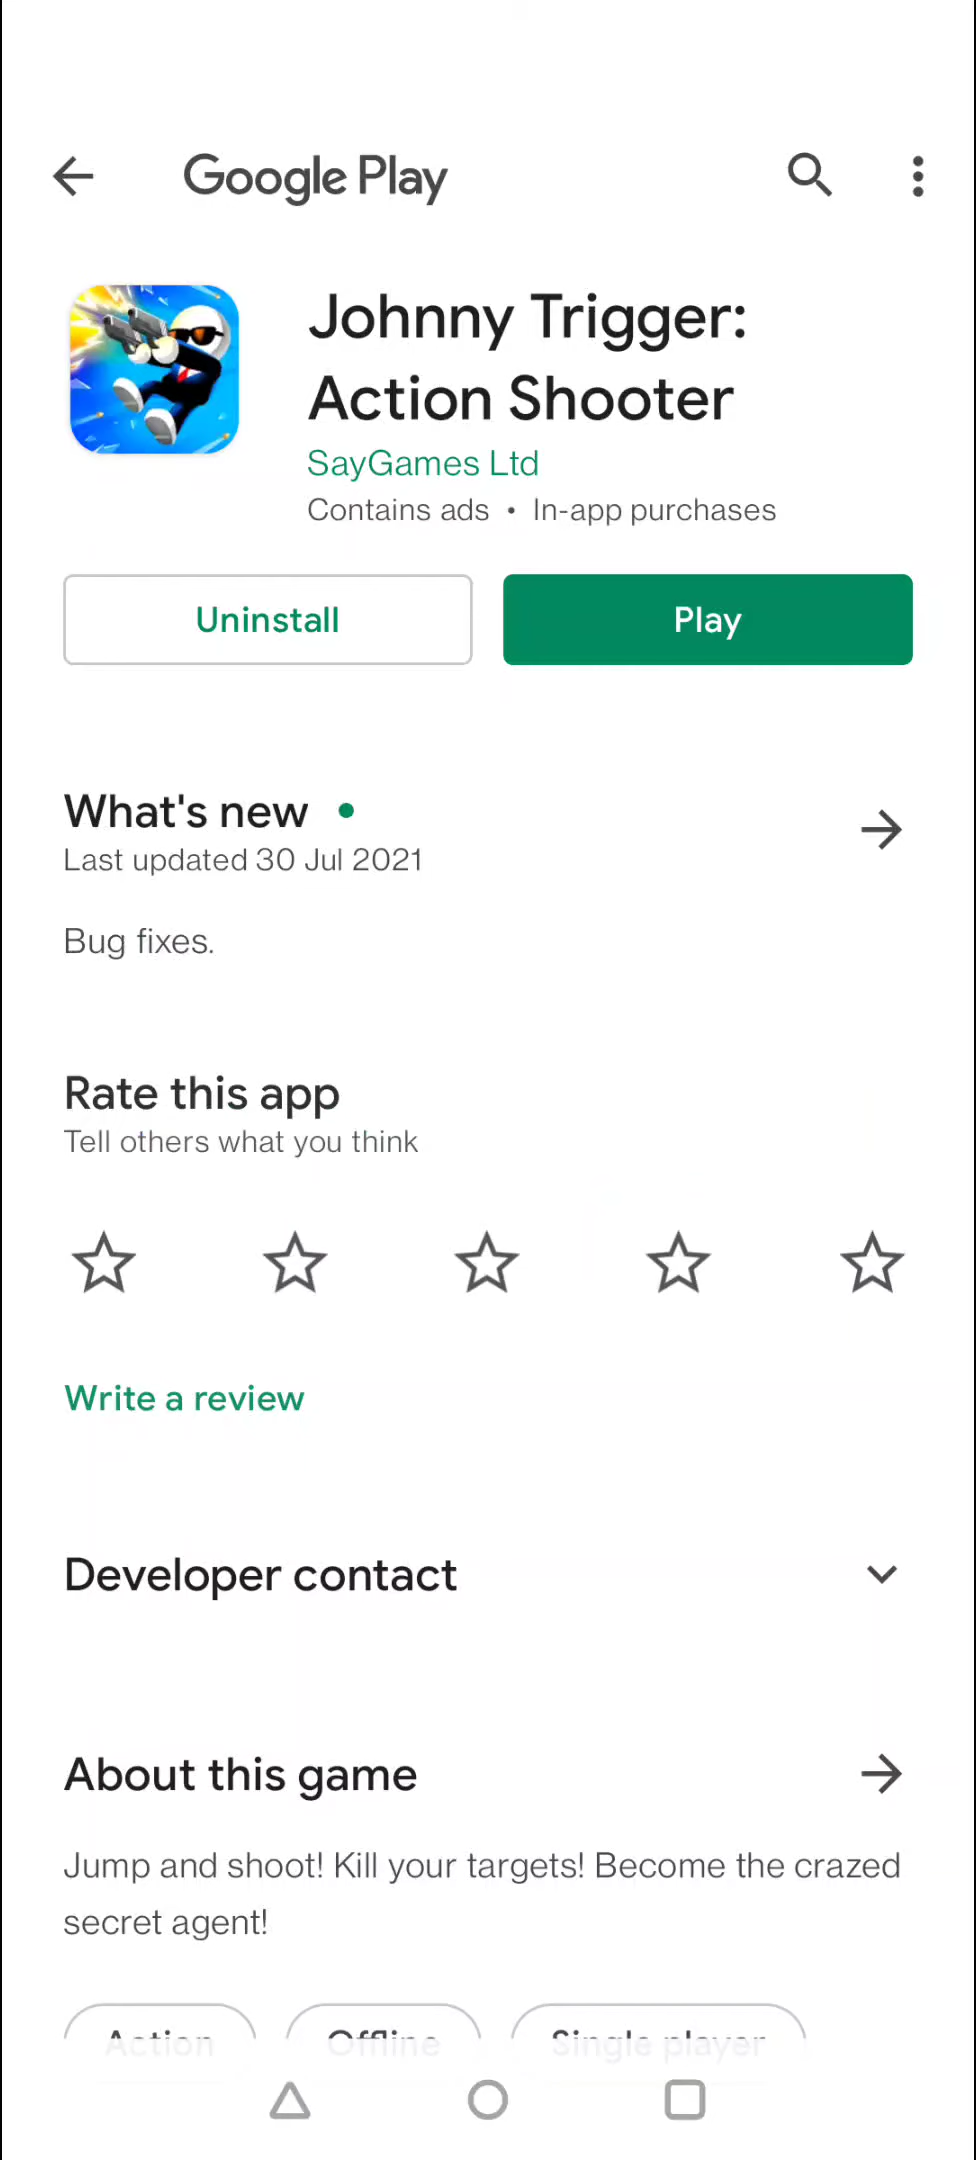 Google Play
Johnny Trigger:
Action Shooter
SayGames Ltd
Contains ads • In-app purchases
Uninstall
Play
What's new
Last updated 30 Jul 2021
Bug fixes.
Rate this app
Tell others what you think
Write a review
Developer contact
About this game
Jump and shoot! Kill your targets! Become the crazed
secret agent!
Action
Offline
Single player